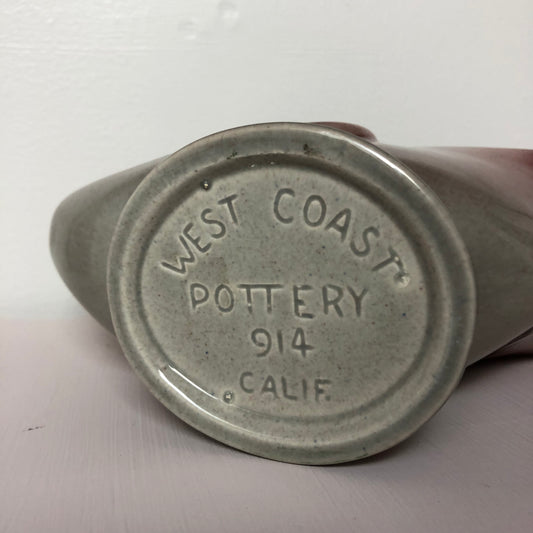 WEST COAST
POTTERY
914
CALIF.